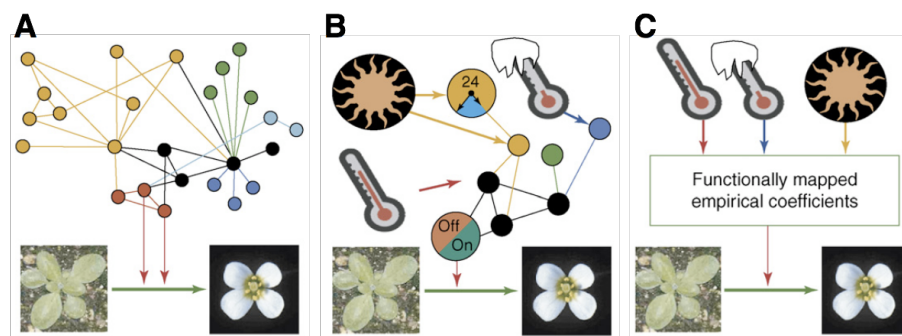 A
B
C
24
Off
On
Functionally mapped
empirical coefficients